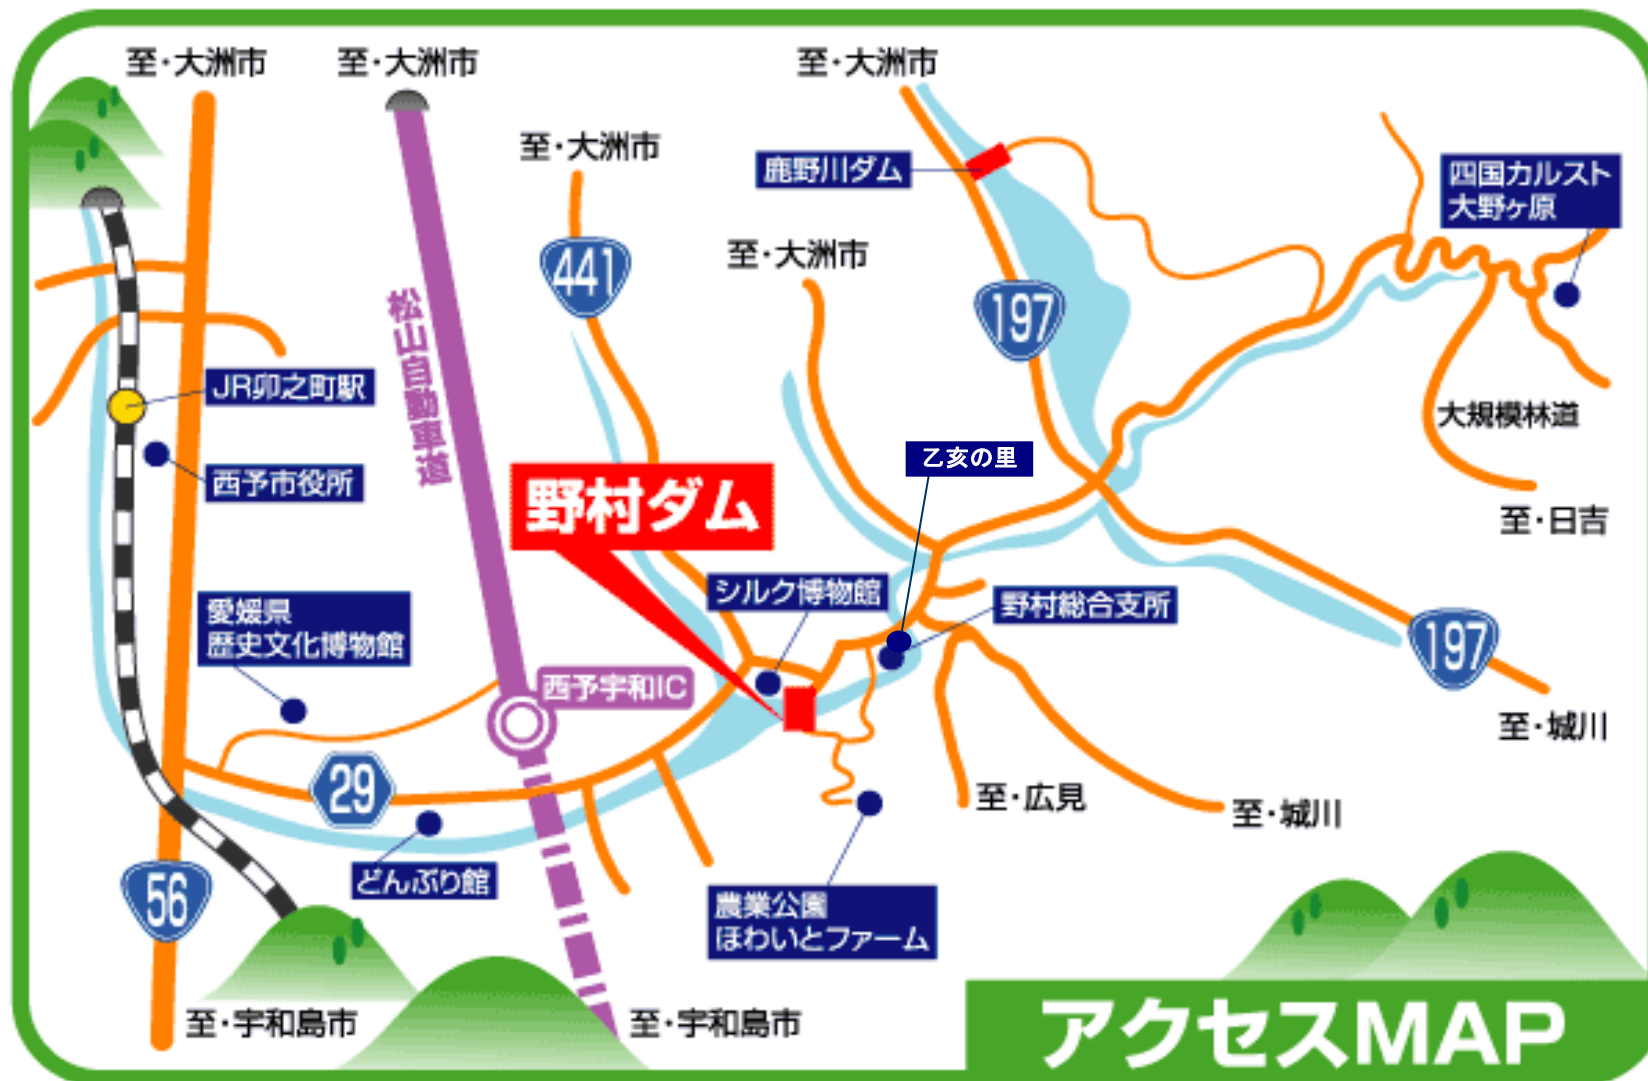 至・大洲市
至・大洲市
至・大洲市
至・大洲市
鹿野川ダム
四国カルスト
大野ヶ原
至・大洲市
441
197
松山自動車道
JR卯之町駅
西予市役所
大規模林道
乙亥の里
野村ダム
至・日吉
シルク博物館
野村総合支所
愛媛県
歴史文化博物館
197
西予宇和IC
至・城川
29
至・広見
至・城川
どんぶり館
56
農業公園
ほわいとファーム
至・宇和島市
至・宇和島市
アクセスMAP